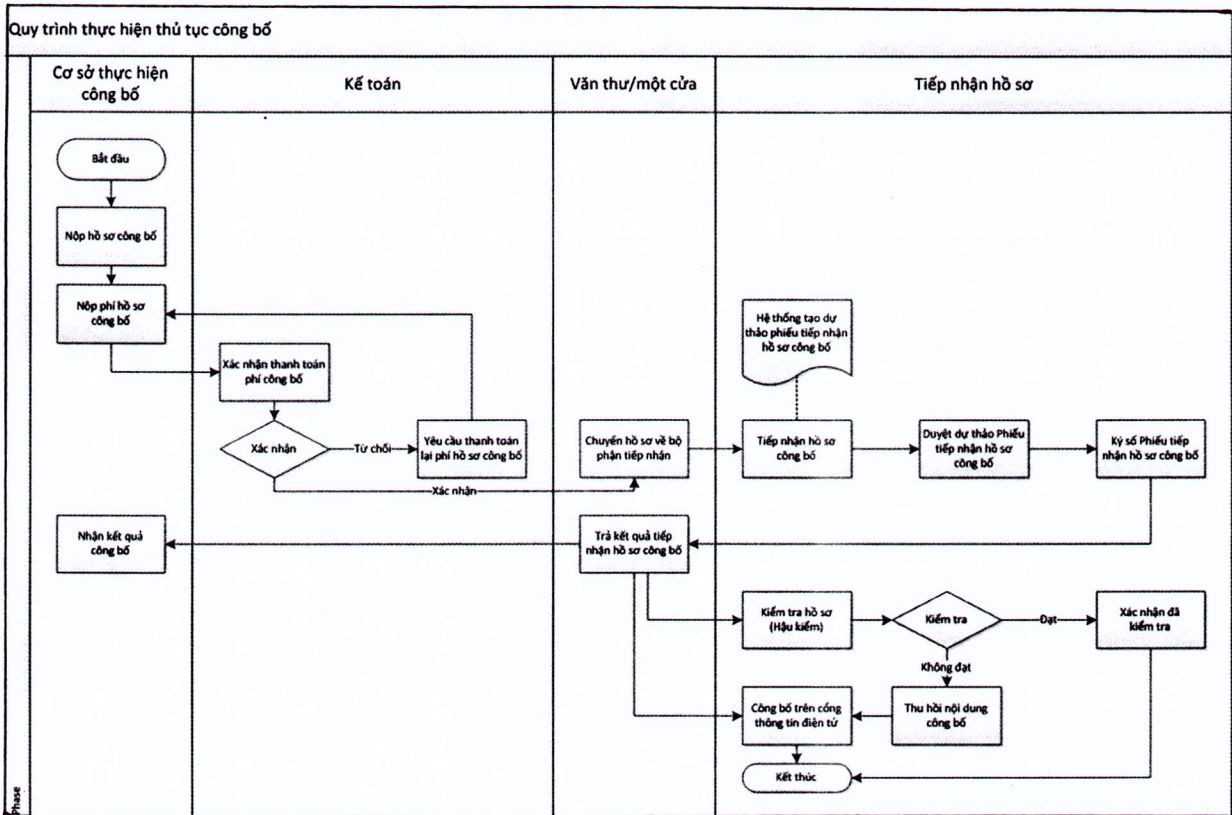 Quy trình thực hiện thủ tục công bố
Cơ sở thực hiện
công bố
Kế toán
Văn thư/một cửa
Tiếp nhận hồ sơ
Bắt đầu
Nộp hồ sơ công bố
Nộp phí hồ sơ
công bố
Hệ thống tạo dự
thảo phiếu tiếp nhận
hồ sơ công bố
Xác nhận thanh toán
phí công bố
Xác nhận
Từ chối
Yêu cầu thanh toán
lại phí hồ sơ công bố
Chuyển hồ sơ về bộ
phận tiếp nhận
Tiếp nhận hồ sơ
công bố
Duyệt dự thảo Phiếu
tiếp nhận hồ sơ
công bố
Ký số Phiếu tiếp
nhận hồ sơ công bố
Xác nhận
Nhận kết quả
công bố
Trả kết quả tiếp
nhận hồ sơ công bố
Kiểm tra hồ sơ
(Hậu kiểm)
Kiểm tra
Đạt
Xác nhận đã
kiểm tra
Không đạt
Công bố trên cổng
thông tin điện tử
Thu hồi nội dung
công bố
Kết thúc
Phase